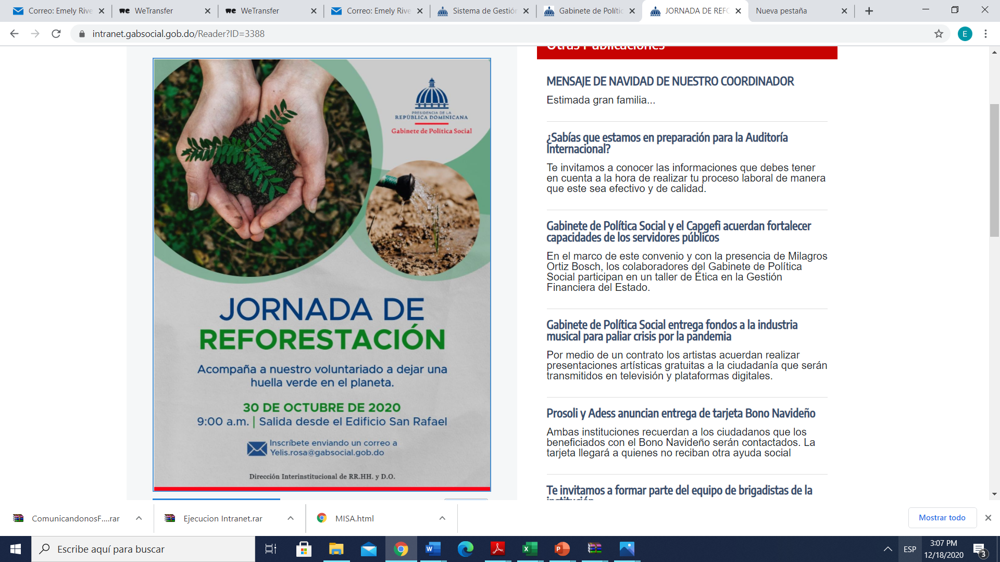 Correo: Emely Rive
WeTransfer
WeTransfer
Correo: Emely Rive
Sistema de Gestión
Gabinete de Políti
JORNADA DE REFO
Nueva pestaña
intranet.gabsocial.gob.do/Reader?ID=3388
E
PRESIDENCIA DE LA
REPÚBLICA DOMINICANA
Gabinete de Política Social
JORNADA DE
REFORESTACIÓN
Acompaña a nuestro voluntariado a dejar una
huella verde en el planeta.
30 DE OCTUBRE DE 2020
9:00 a.m. | Salida desde el Edificio San Rafael
Inscríbete enviando un correo a
Yelis.rosa@gabsocial.gob.do
Dirección Interinstitucional de RR.HH. y D.O.
Otras Publicaciones
MENSAJE DE NAVIDAD DE NUESTRO COORDINADOR
Estimada gran familia...
¿Sabías que estamos en preparación para la Auditoría
Internacional?
Te invitamos a conocer las informaciones que debes tener
en cuenta a la hora de realizar tu proceso laboral de manera
que este sea efectivo y de calidad.
Gabinete de Política Social y el Capgefi acuerdan fortalecer
capacidades de los servidores públicos
En el marco de este convenio y con la presencia de Milagros
Ortiz Bosch, los colaboradores del Gabinete de Política
Social participan en un taller de Ética en la Gestión
Financiera del Estado.
Gabinete de Política Social entrega fondos a la industria
musical para paliar crisis por la pandemia
Por medio de un contrato los artistas acuerdan realizar
presentaciones artísticas gratuitas a la ciudadanía que serán
transmitidos en televisión y plataformas digitales.
Prosoli y Adess anuncian entrega de tarjeta Bono Navideño
Ambas instituciones recuerdan a los ciudadanos que los
beneficiados con el Bono Navideño serán contactados. La
tarjeta llegará a quienes no reciban otra ayuda social
Te invitamos a formar parte del equipo de brigadistas de la
institución
ComunicandonosF....rar
Ejecucion Intranet.rar
MISA.html
Mostrar todo
Escribe aquí para buscar
ESP
3:07 PM
12/18/2020
3